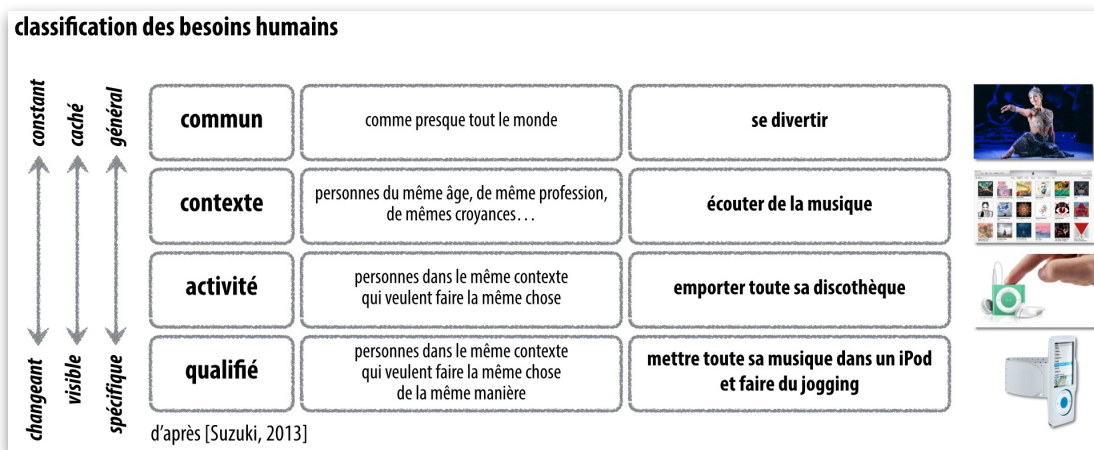 classification des besoins humains
constant
caché
général
commun
comme presque tout le monde
se divertir
contexte
personnes du même âge, de même profession,
de mêmes croyances…
écouter de la musique
activité
personnes dans le même contexte
qui veulent faire la même chose
emporter toute sa discothèque
qualifié
personnes dans le même contexte
qui veulent faire la même chose
de la même manière
mettre toute sa musique dans un iPod
et faire du jogging
changeant
visible
spécifique
d'après [Suzuki, 2013]